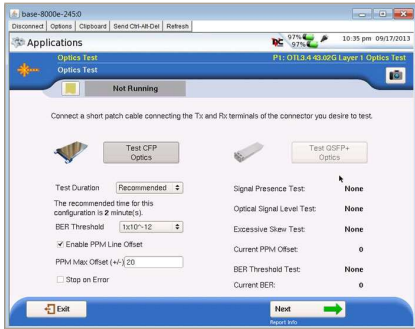 base-8000e-245:0
Disconnect Options Clipboard Send Ctrl-Alt-Del Refresh
Applications
97%
97%
10:35 pm 09/17/2013
Optics Test
P1: OTL3.4 43.02G Layer 1 Optics Test
Optics Test
Not Running
Connect a short patch cable connecting the Tx and Rx terminals of the connector you desire to test.
Test CFP
Optics
Test QSFP+
Optics
Test Duration Recommended
The recommended time for this
configuration is 2 minute(s).
BER Threshold 1x10^-12
Enable PPM Line Offset
PPM Max Offset (+/-) 20
Stop on Error
Signal Presence Test: None
Optical Signal Level Test: None
Excessive Skew Test: None
Current PPM Offset: 0
BER Threshold Test: None
Current BER: 0
Exit
Next
Report Info